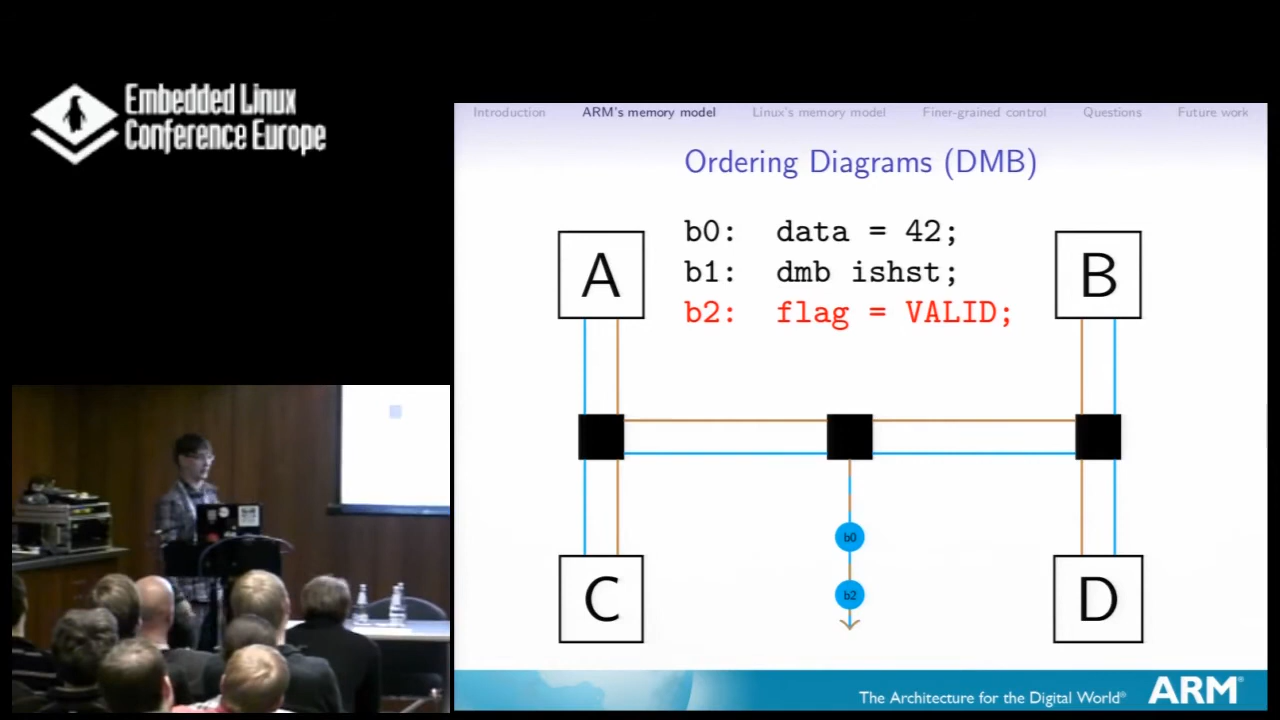 Embedded Linux
Conference Europe
Introduction ARM's memory model Linux's memory model Finer-grained control Questions Future work
Ordering Diagrams (DMB)
b0: data = 42;
b1: dmb ishst;
b2: flag = VALID;
A B
b0
b2
C D
The Architecture for the Digital World® ARM®